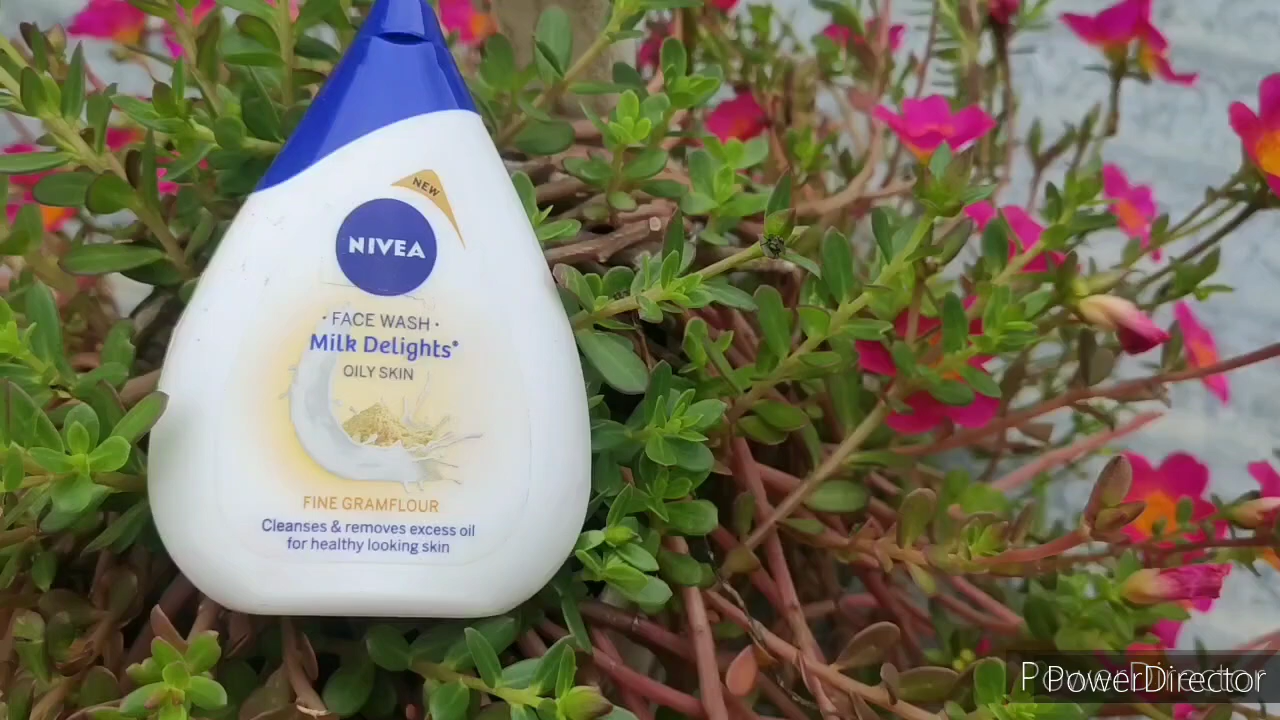 NEW
NIVEA
· FACE WASH ·
Milk Delights*
OILY SKIN
FINE GRAMFLOUR
Cleanses & removes excess oil
for healthy looking skin
PowerDirector